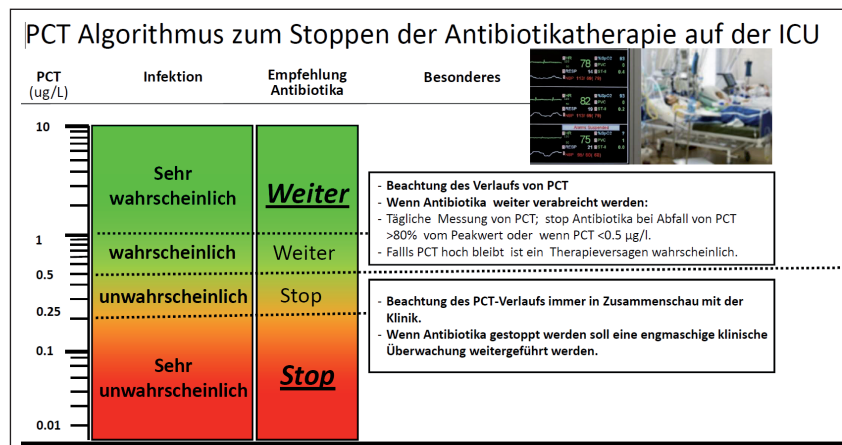 PCT Algorithmus zum Stoppen der Antibiotikatherapie auf der ICU
PCT
(ug/L)
Infektion
Empfehlung
Antibiotika
Besonderes
78
82
75
10
1
0.5
0.25
0.1
0.01
Sehr
wahrscheinlich
Weiter
wahrscheinlich
Weiter
unwahrscheinlich
Stop
Sehr
unwahrscheinlich
Stop
- Beachtung des Verlaufs von PCT
- Wenn Antibiotika weiter verabreicht werden:
- Tägliche Messung von PCT; stop Antibiotika bei Abfall von PCT
>80% vom Peakwert oder wenn PCT <0.5 µg/l.
- Fallls PCT hoch bleibt ist ein Therapieversagen wahrscheinlich.
- Beachtung des PCT-Verlaufs immer in Zusammenschau mit der
Klinik.
- Wenn Antibiotika gestoppt werden soll eine engmaschige klinische
Überwachung weitergeführt werden.